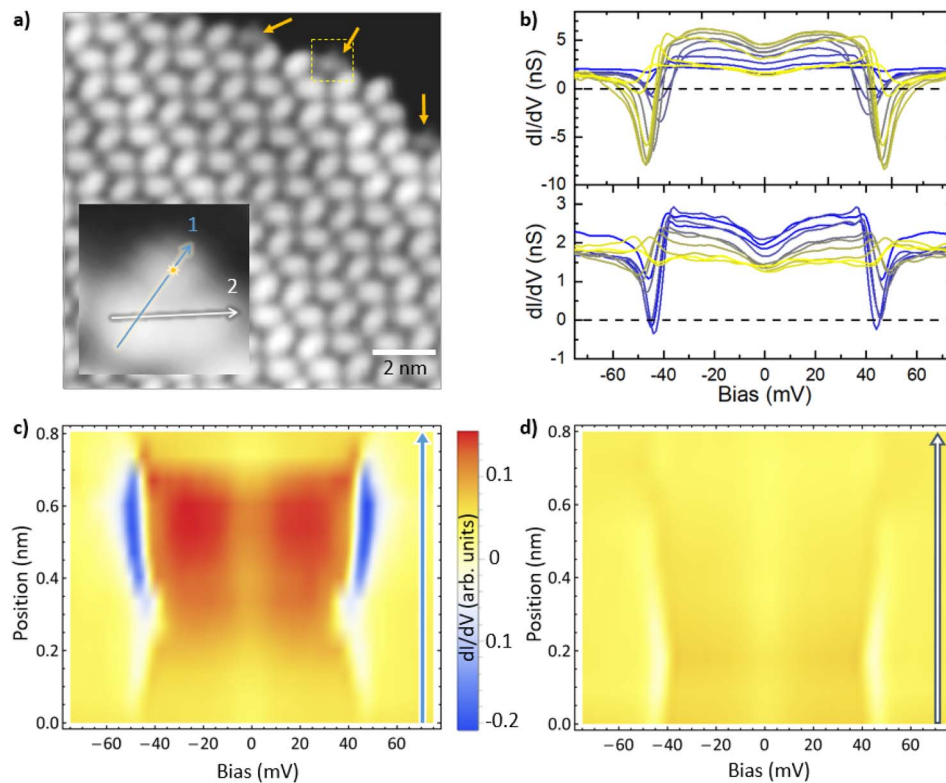 a)
1
2
2 nm
b)
dI/dV (nS)
5
0
-5
-10
dI/dV (nS)
3
2
1
0
-1
-60 -40 -20 0 20 40 60
Bias (mV)
c)
Position (nm)
0.8
0.6
0.4
0.2
0.0
−60 −40 −20 0 20 40 60
Bias (mV)
dI/dV (arb. units)
0.1
0
0.1
-0.2
d)
Position (nm)
0.8
0.6
0.4
0.2
0.0
−60 −40 −20 0 20 40 60
Bias (mV)